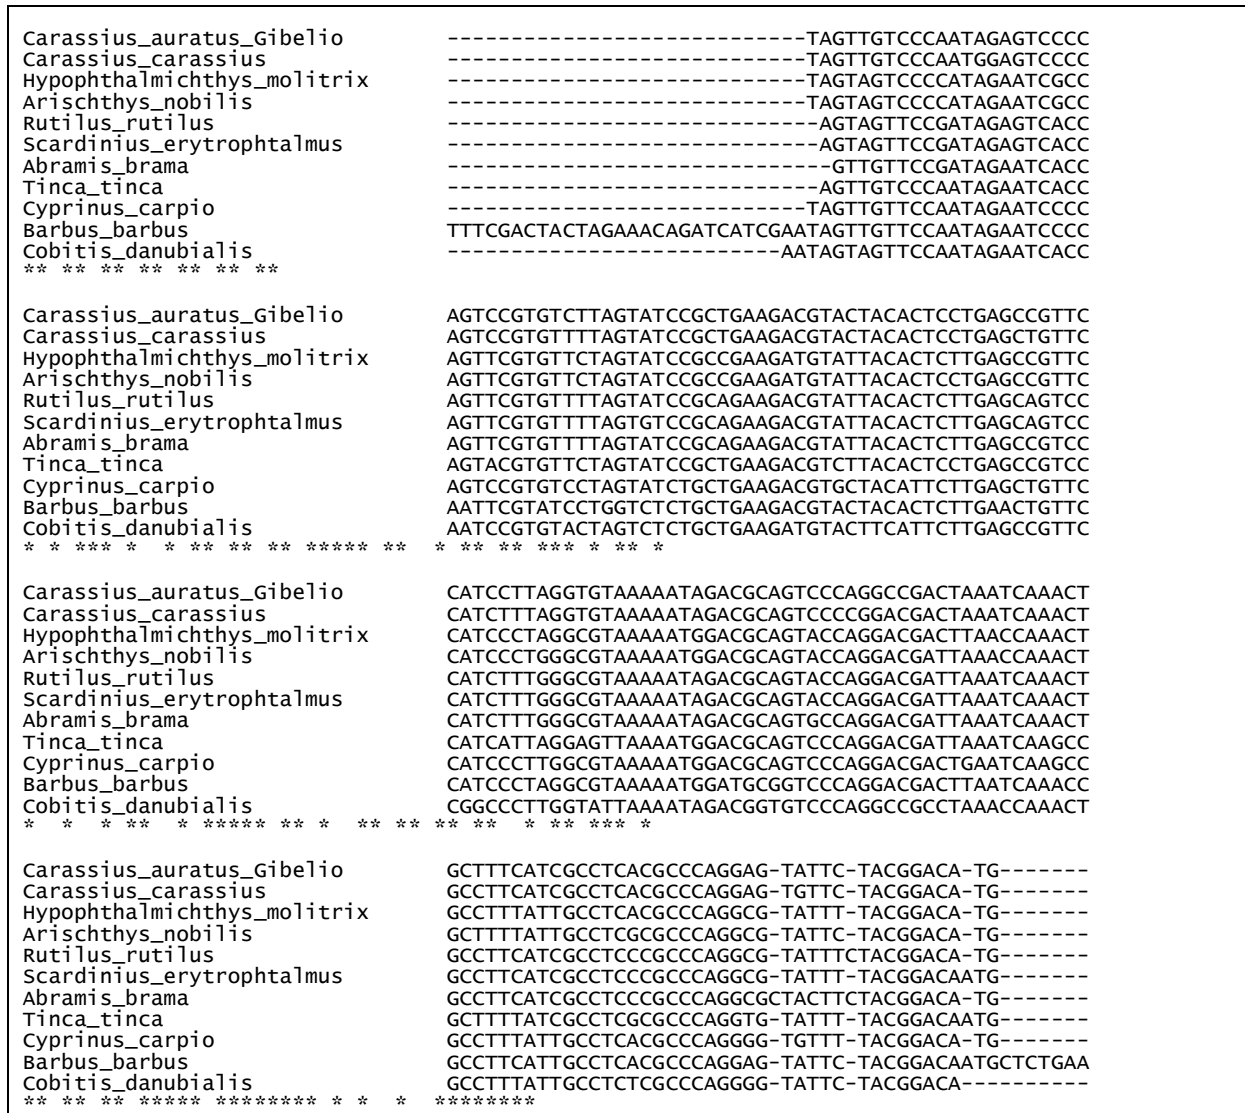 Carassius_auratus_Gibelio ----------------------------TAGTTGTCCCAATAGAGTCCCC
Carassius_carassius ----------------------------TAGTTGTCCCAATGGAGTCCCC
Hypophthalmichthys_molitrix ----------------------------TAGTAGTCCCCATAGAATCGCC
Arischthys_nobilis ----------------------------TAGTAGTCCCCATAGAATCGCC
Rutilus_rutilus -----------------------------AGTAGTTCCGATAGAGTCACC
Scardinius_erytrophtalmus -----------------------------AGTAGTTCCGATAGAGTCACC
Abramis_brama ------------------------------GTTGTTCCGATAGAATCACC
Tinca_tinca -----------------------------AGTTGTCCCAATAGAATCACC
Cyprinus_carpio ----------------------------TAGTTGTTCCAATAGAATCCCC
Barbus_barbus TTTCGACTACTAGAAACAGATCATCGAATAGTTGTTCCAATAGAATCCCC
Cobitis_danubialis --------------------------AATAGTAGTTCCAATAGAATCACC
** ** ** ** ** ** **
Carassius_auratus_Gibelio AGTCCGTGTCTTAGTATCCGCTGAAGACGTACTACACTCCTGAGCCGTTC
Carassius_carassius AGTCCGTGTTTTAGTATCCGCTGAAGACGTACTACACTCCTGAGCTGTTC
Hypophthalmichthys_molitrix AGTTCGTGTTCTAGTATCCGCCGAAGATGTATTACACTCTTGAGCCGTTC
Arischthys_nobilis AGTTCGTGTTCTAGTATCCGCCGAAGATGTATTACACTCCTGAGCCGTTC
Rutilus_rutilus AGTTCGTGTTTTAGTATCCGCAGAAGACGTATTACACTCTTGAGCAGTCC
Scardinius_erytrophtalmus AGTTCGTGTTTTAGTGTCCGCAGAAGACGTATTACACTCTTGAGCAGTCC
Abramis_brama AGTTCGTGTTTTAGTATCCGCAGAAGACGTATTACACTCTTGAGCCGTCC
Tinca_tinca AGTACGTGTTCTAGTATCCGCTGAAGACGTCTTACACTCCTGAGCCGTCC
Cyprinus_carpio AGTCCGTGTCCTAGTATCTGCTGAAGACGTGCTACATTCTTGAGCTGTTC
Barbus_barbus AATTCGTATCCTGGTCTCTGCTGAAGACGTACTACACTCTTGAACTGTTC
Cobitis_danubialis AATCCGTGTACTAGTCTCTGCTGAAGATGTACTTCATTCTTGAGCCGTTC
* * *** *  * ** ** ** ***** **  * ** ** *** * ** *
Carassius_auratus_Gibelio CATCCTTAGGTGTAAAAATAGACGCAGTCCCAGGCCGACTAAATCAAACT
Carassius_carassius CATCTTTAGGTGTAAAAATAGACGCAGTCCCCGGACGACTAAATCAAACT
Hypophthalmichthys_molitrix CATCCCTAGGCGTAAAAATGGACGCAGTACCAGGACGACTTAACCAAACT
Arischthys_nobilis CATCCCTGGGCGTAAAAATGGACGCAGTACCAGGACGATTAAACCAAACT
Rutilus_rutilus CATCTTTGGGCGTAAAAATAGACGCAGTACCAGGACGATTAAATCAAACT
Scardinius_erytrophtalmus CATCTTTGGGCGTAAAAATAGACGCAGTACCAGGACGATTAAATCAAACT
Abramis_brama CATCTTTGGGCGTAAAAATAGACGCAGTGCCAGGACGATTAAATCAAACT
Tinca_tinca CATCATTAGGAGTTAAAATGGACGCAGTCCCAGGACGATTAAATCAAGCC
Cyprinus_carpio CATCCCTTGGCGTAAAAATGGACGCAGTCCCAGGACGACTGAATCAAGCC
Barbus_barbus CATCCCTAGGCGTAAAAATGGATGCGGTCCCAGGACGACTTAATCAAACC
Cobitis_danubialis CGGCCCTTGGTATTAAAATAGACGGTGTCCCAGGCCGCCTAAACCAAACT
*  *  * **  * ***** ** *  ** ** ** **  * ** *** *
Carassius_auratus_Gibelio GCTTTCATCGCCTCACGCCCAGGAG-TATTC-TACGGACA-TG-------
Carassius_carassius GCCTTCATCGCCTCACGCCCAGGAG-TGTTC-TACGGACA-TG-------
Hypophthalmichthys_molitrix GCCTTTATTGCCTCACGCCCAGGCG-TATTT-TACGGACA-TG-------
Arischthys_nobilis GCTTTTATTGCCTCGCGCCCAGGCG-TATTC-TACGGACA-TG-------
Rutilus_rutilus GCCTTCATCGCCTCCCGCCCAGGCG-TATTTCTACGGACA-TG-------
Scardinius_erytrophtalmus GCCTTCATCGCCTCCCGCCCAGGCG-TATTT-TACGGACAATG-------
Abramis_brama GCCTTCATCGCCTCCCGCCCAGGCGCTACTTCTACGGACA-TG-------
Tinca_tinca GCTTTTATCGCCTCGCGCCCAGGTG-TATTT-TACGGACAATG-------
Cyprinus_carpio GCCTTTATCGCCTCACGCCCAGGGG-TGTTT-TACGGACA-TG-------
Barbus_barbus GCCTTCATTGCCTCACGCCCAGGAG-TATTC-TACGGACAATGCTCTGAA
Cobitis_danubialis GCCTTTATTGCCTCTCGCCCAGGGG-TATTC-TACGGACA----------
** ** ** ***** ******** * *  *  ********